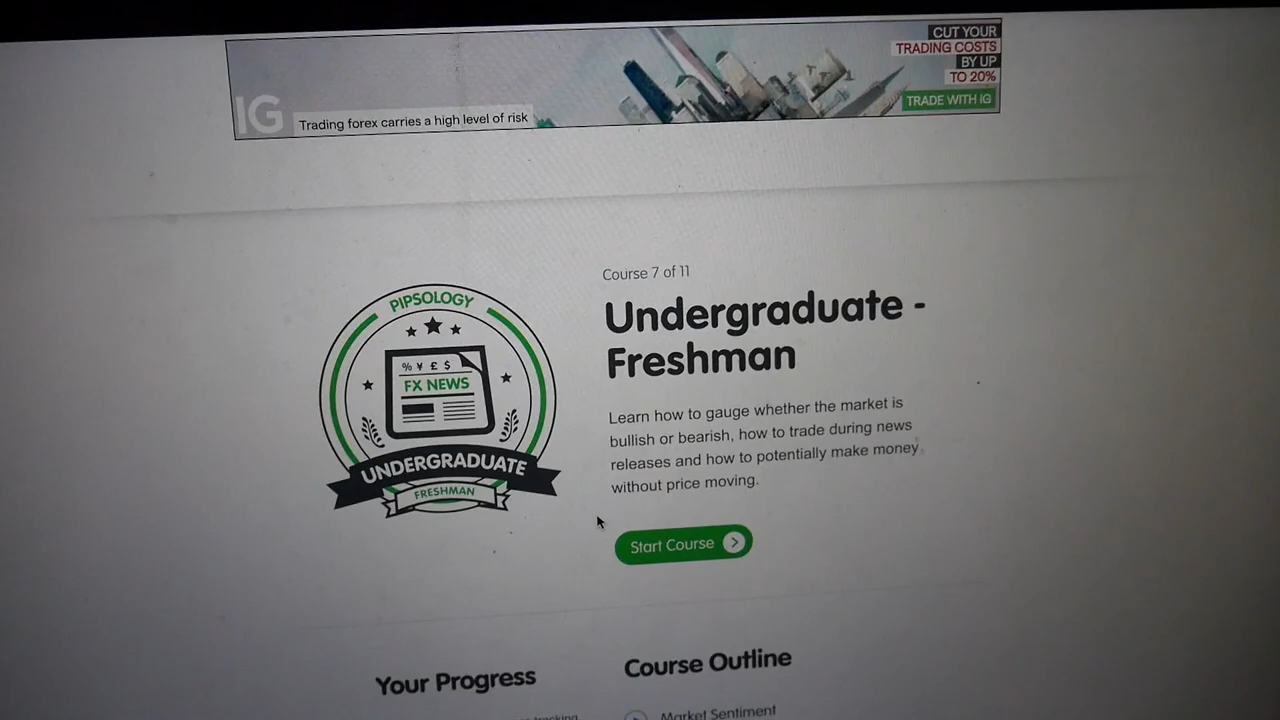 CUT YOUR
TRADING COSTS
BY UP
TO 20%
TRADE WITH IG
IG
Trading forex carries a high level of risk
Course 7 of 11
Undergraduate -
Freshman
Learn how to gauge whether the market is
bullish or bearish, how to trade during news
releases and how to potentially make money
without price moving.
Start Course
PIPSOLOGY
% ¥ £ $
FX NEWS
UNDERGRADUATE
FRESHMAN
Your Progress
Course Outline
tracking
Market Sentiment